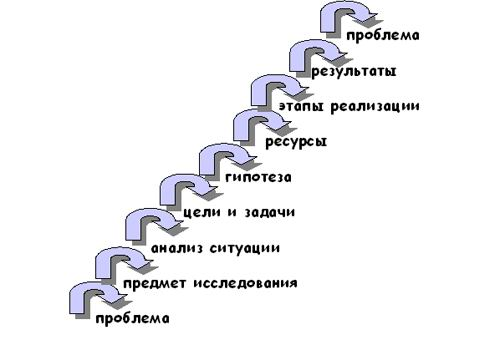 проблема
результаты
этапы реализации
ресурсы
гипотеза
цели и задачи
анализ ситуации
предмет исследования
проблема